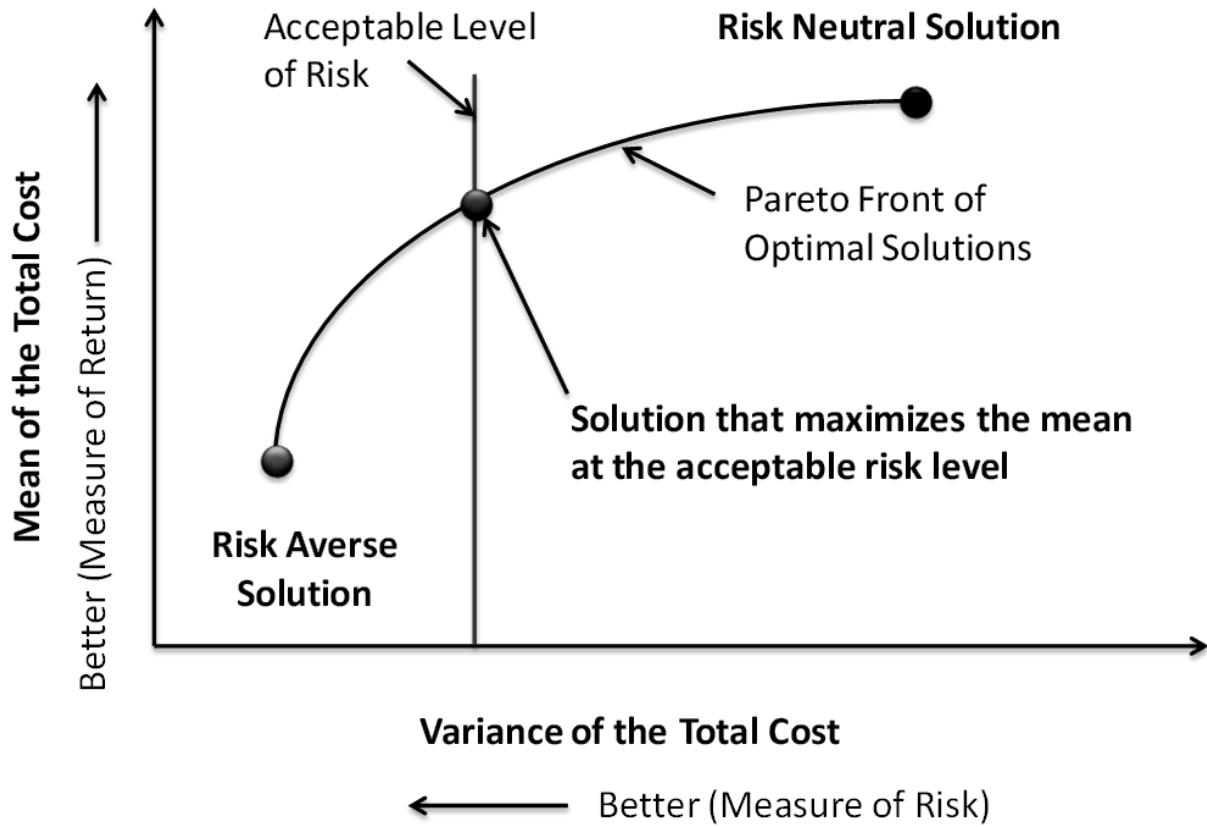 Acceptable Level
of Risk
Risk Neutral Solution
Pareto Front of
Optimal Solutions
Solution that maximizes the mean
at the acceptable risk level
Risk Averse
Solution
Mean of the Total Cost
Better (Measure of Return)
Variance of the Total Cost
Better (Measure of Risk)